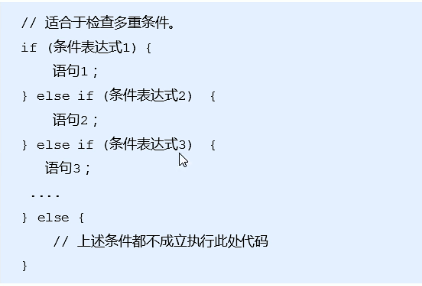 // 适合于检查多重条件。
if (条件表达式1) {
    语句1；
} else if (条件表达式2)  {
    语句2；
} else if (条件表达式3)  {
   语句3；
 ....
} else {
    // 上述条件都不成立执行此处代码
}